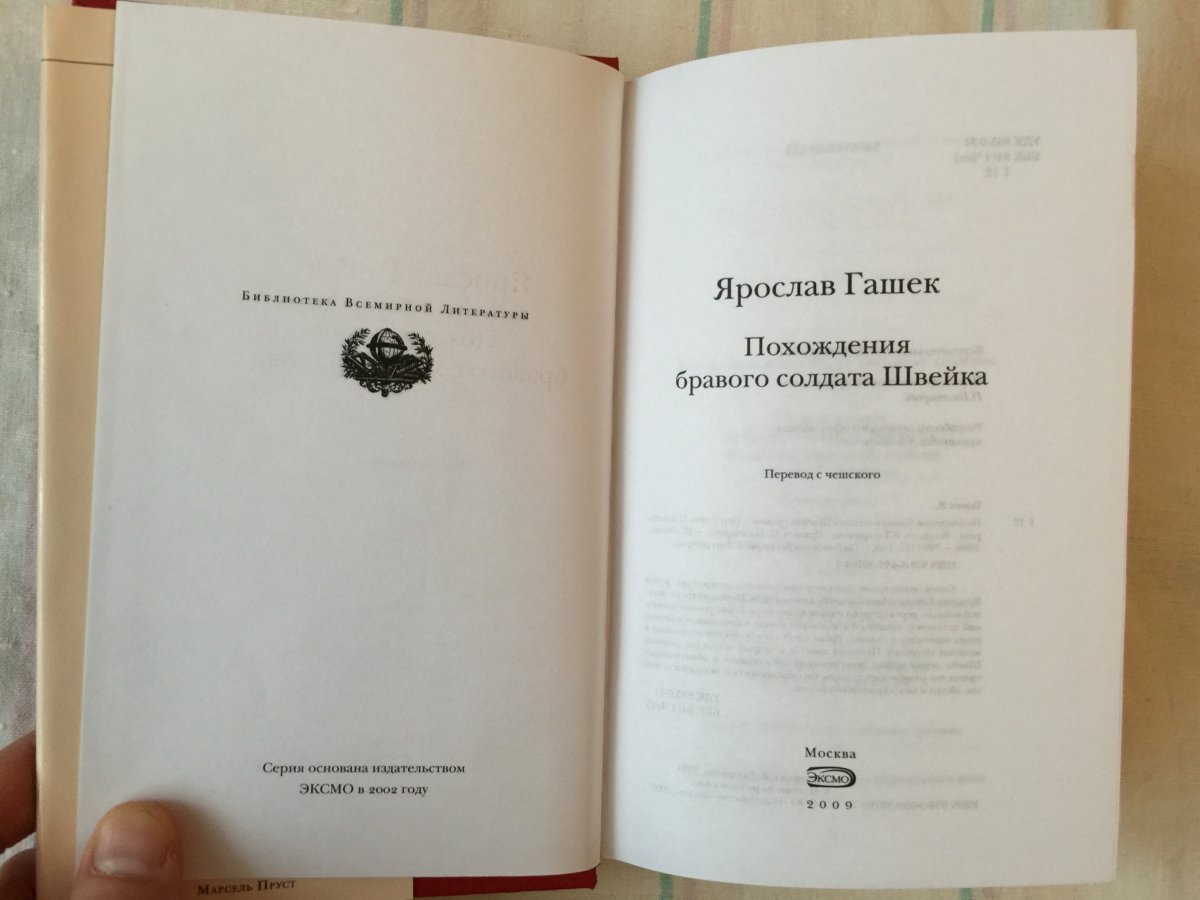 Библиотека Всемирной Литературы
Серия основана издательством
ЭКСМО в 2002 году
Марсель Пруст
Ярослав Гашек
Похождения
бравого солдата Швейка
Перевод с чешского
Москва
ЭКСМО
2009